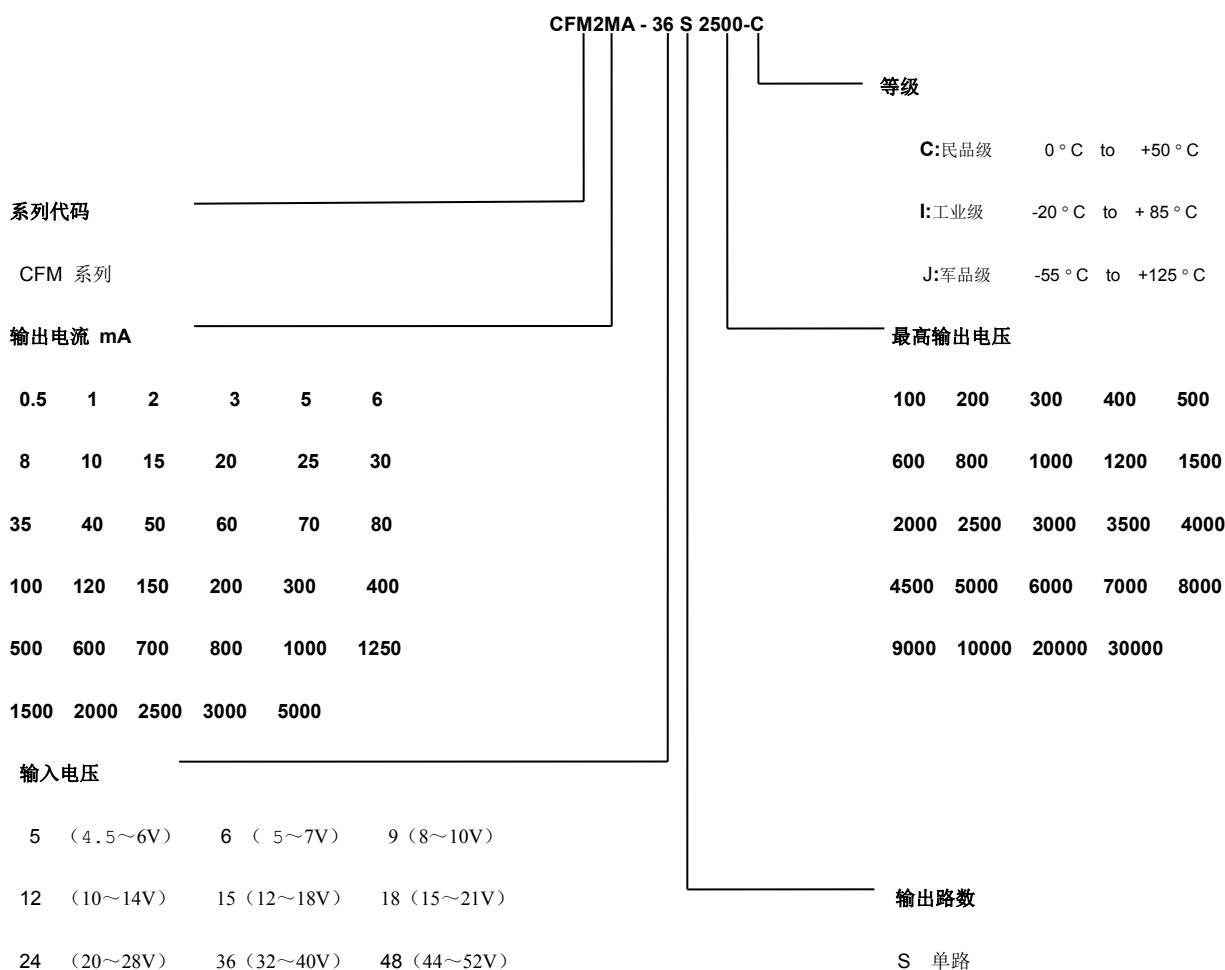 CFM2MA - 36 S 2500-C
等级
C:民品级 0°C to +50°C
I:工业级 -20°C to + 85°C
J:军品级 -55°C to +125°C
系列代码
CFM 系列
输出电流 mA
0.5 1 2 3 5 6
8 10 15 20 25 30
35 40 50 60 70 80
100 120 150 200 300 400
500 600 700 800 1000 1250
1500 2000 2500 3000 5000
最高输出电压
100 200 300 400 500
600 800 1000 1200 1500
2000 2500 3000 3500 4000
4500 5000 6000 7000 8000
9000 10000 20000 30000
输入电压
5 （4.5～6V） 6 （ 5～7V） 9（8～10V）
12 （10～14V） 15（12～18V） 18（15～21V）
24 （20～28V） 36（32～40V） 48（44～52V）
输出路数
S 单路